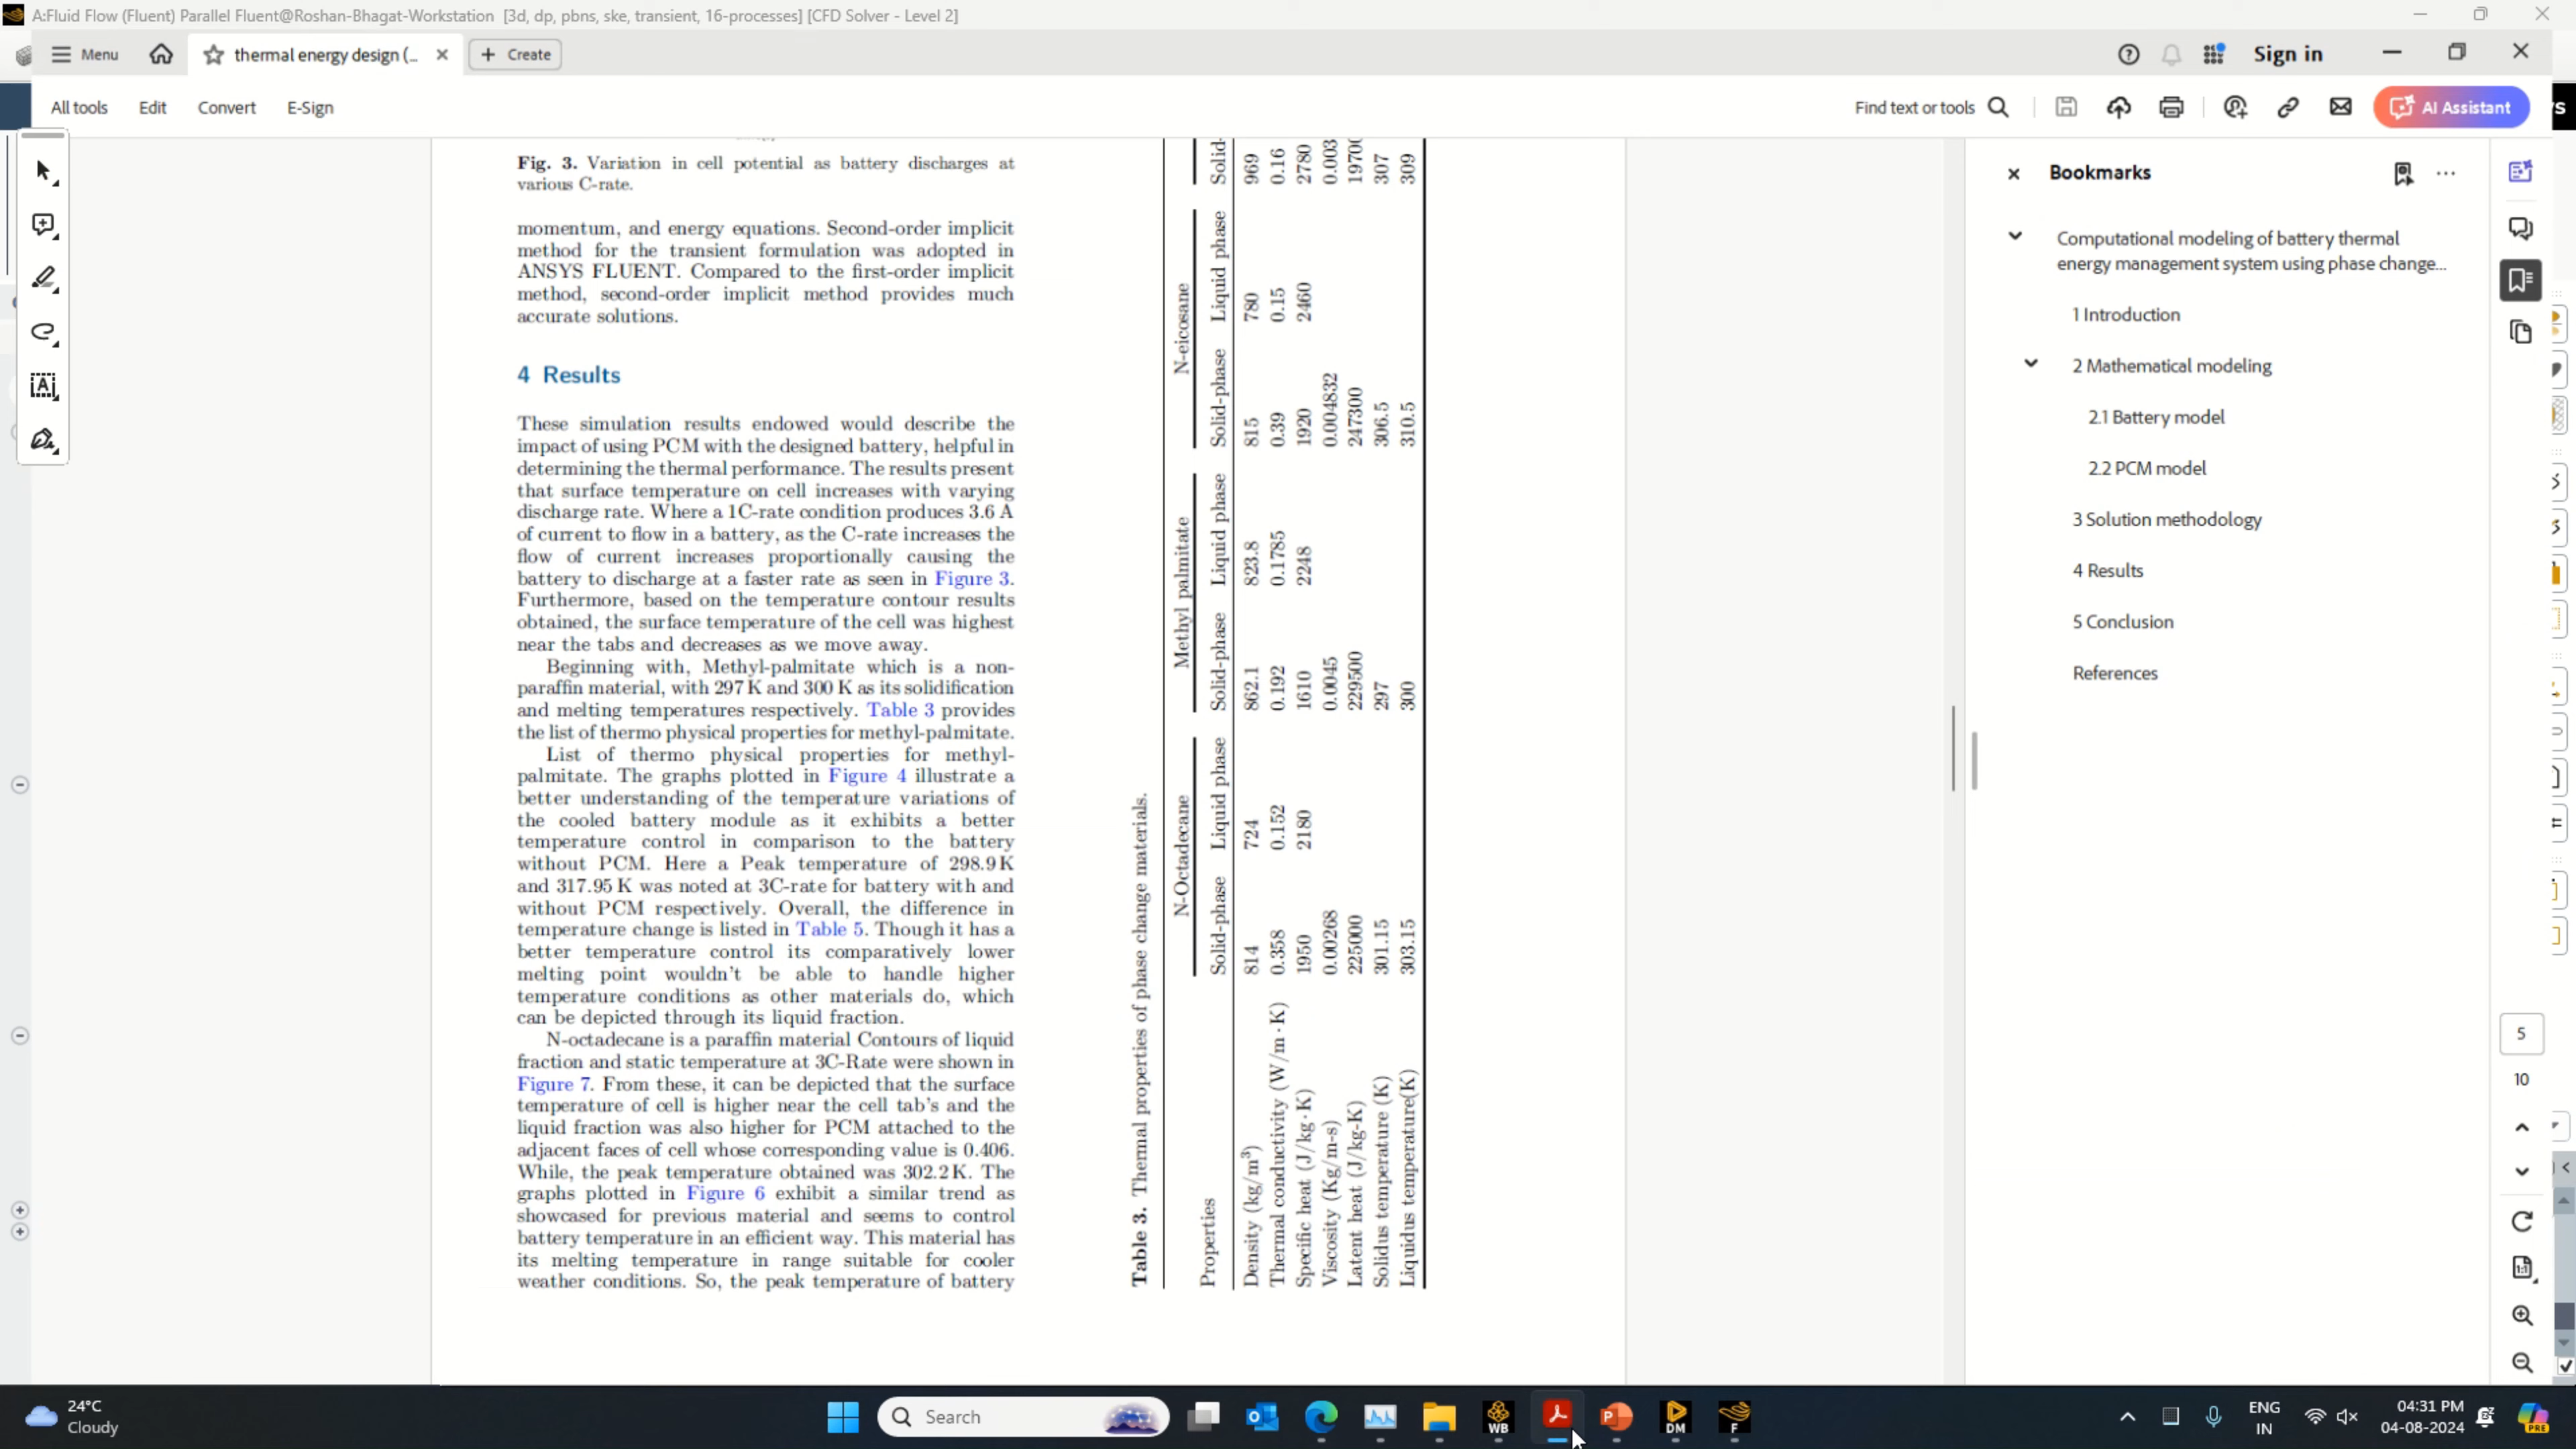 A:Fluid Flow (Fluent) Parallel Fluent@Roshan-Bhagat-Workstation [3d, dp, pbns, ske, transient, 16-processes] [CFD Solver - Level 2]
Menu
thermal energy design (...
Create
Sign in
All tools
Edit
Convert
E-Sign
Find text or tools
AI Assistant
Fig. 3. Variation in cell potential as battery discharges at
various C-rate.
momentum, and energy equations. Second-order implicit
method for the transient formulation was adopted in
ANSYS FLUENT. Compared to the first-order implicit
method, second-order implicit method provides much
accurate solutions.
4 Results
These simulation results endowed would describe the
impact of using PCM with the designed battery, helpful in
determining the thermal performance. The results present
that surface temperature on cell increases with varying
discharge rate. Where a 1C-rate condition produces 3.6 A
of current to flow in a battery, as the C-rate increases the
flow of current increases proportionally causing the
battery to discharge at a faster rate as seen in Figure 3.
Furthermore, based on the temperature contour results
obtained, the surface temperature of the cell was highest
near the tabs and decreases as we move away.
Beginning with, Methyl-palmitate which is a non-
paraffin material, with 297 K and 300 K as its solidification
and melting temperatures respectively. Table 3 provides
the list of thermo physical properties for methyl-palmitate.
List of thermo physical properties for methyl-
palmitate. The graphs plotted in Figure 4 illustrate a
better understanding of the temperature variations of
the cooled battery module as it exhibits a better
temperature control in comparison to the battery
without PCM. Here a Peak temperature of 298.9 K
and 317.95 K was noted at 3C-rate for battery with and
without PCM respectively. Overall, the difference in
temperature change is listed in Table 5. Though it has a
better temperature control its comparatively lower
melting point wouldn't be able to handle higher
temperature conditions as other materials do, which
can be depicted through its liquid fraction.
N-octadecane is a paraffin material Contours of liquid
fraction and static temperature at 3C-Rate were shown in
Figure 7. From these, it can be depicted that the surface
temperature of cell is higher near the cell tab's and the
liquid fraction was also higher for PCM attached to the
adjacent faces of cell whose corresponding value is 0.406.
While, the peak temperature obtained was 302.2 K. The
graphs plotted in Figure 6 exhibit a similar trend as
showcased for previous material and seems to control
battery temperature in an efficient way. This material has
its melting temperature in range suitable for cooler
weather conditions. So, the peak temperature of battery
Table 3. Thermal properties of phase change materials.
N-Octadecane Methyl palmitate N-eicosane
Properties Solid-phase Liquid phase Solid-phase Liquid phase Solid-phase Liquid phase Solid-
Density (kg/m³) 814 724 862.1 823.8 815 780 969
Thermal conductivity (W/m · K) 0.358 0.152 0.192 0.1785 0.39 0.15 0.16
Specific heat (J/kg · K) 1950 2180 1610 2248 1920 2460 2780
Viscosity (Kg/m-s) 0.00268 0.0045 0.004832 0.003
Latent heat (J/kg-K) 225000 229500 247300 1970
Solidus temperature (K) 301.15 297 306.5 307
Liquidus temperature(K) 303.15 300 310.5 309
Bookmarks
Computational modeling of battery thermal
energy management system using phase change...
1 Introduction
2 Mathematical modeling
2.1 Battery model
2.2 PCM model
3 Solution methodology
4 Results
5 Conclusion
References
5
10
24°C
Cloudy
Search
WB
DM
F
ENG
IN
04:31 PM
04-08-2024
PRE